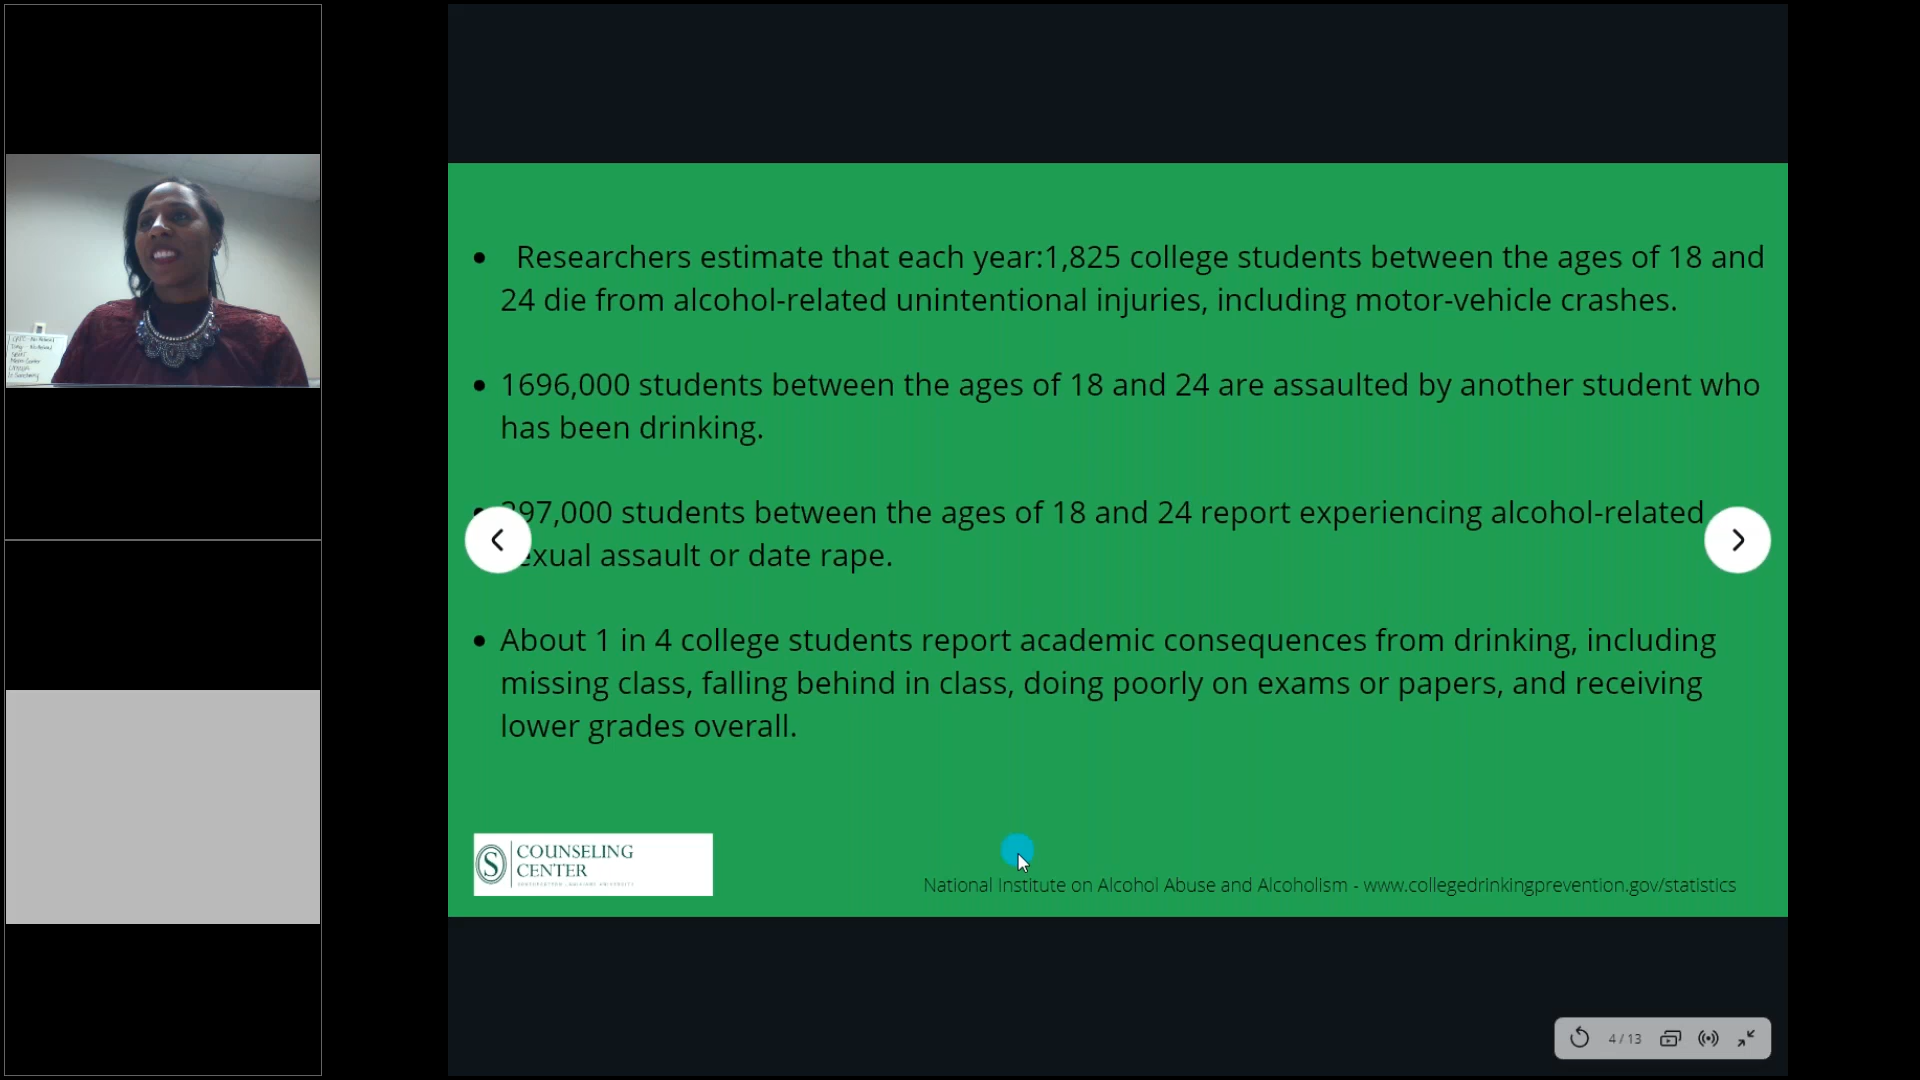 • Researchers estimate that each year:1,825 college students between the ages of 18 and
24 die from alcohol-related unintentional injuries, including motor-vehicle crashes.
• 1696,000 students between the ages of 18 and 24 are assaulted by another student who
has been drinking.
97,000 students between the ages of 18 and 24 report experiencing alcohol-related
exual assault or date rape.
• About 1 in 4 college students report academic consequences from drinking, including
missing class, falling behind in class, doing poorly on exams or papers, and receiving
lower grades overall.
S COUNSELING
CENTER
National Institute on Alcohol Abuse and Alcoholism - www.collegedrinkingprevention.gov/statistics
4 / 13